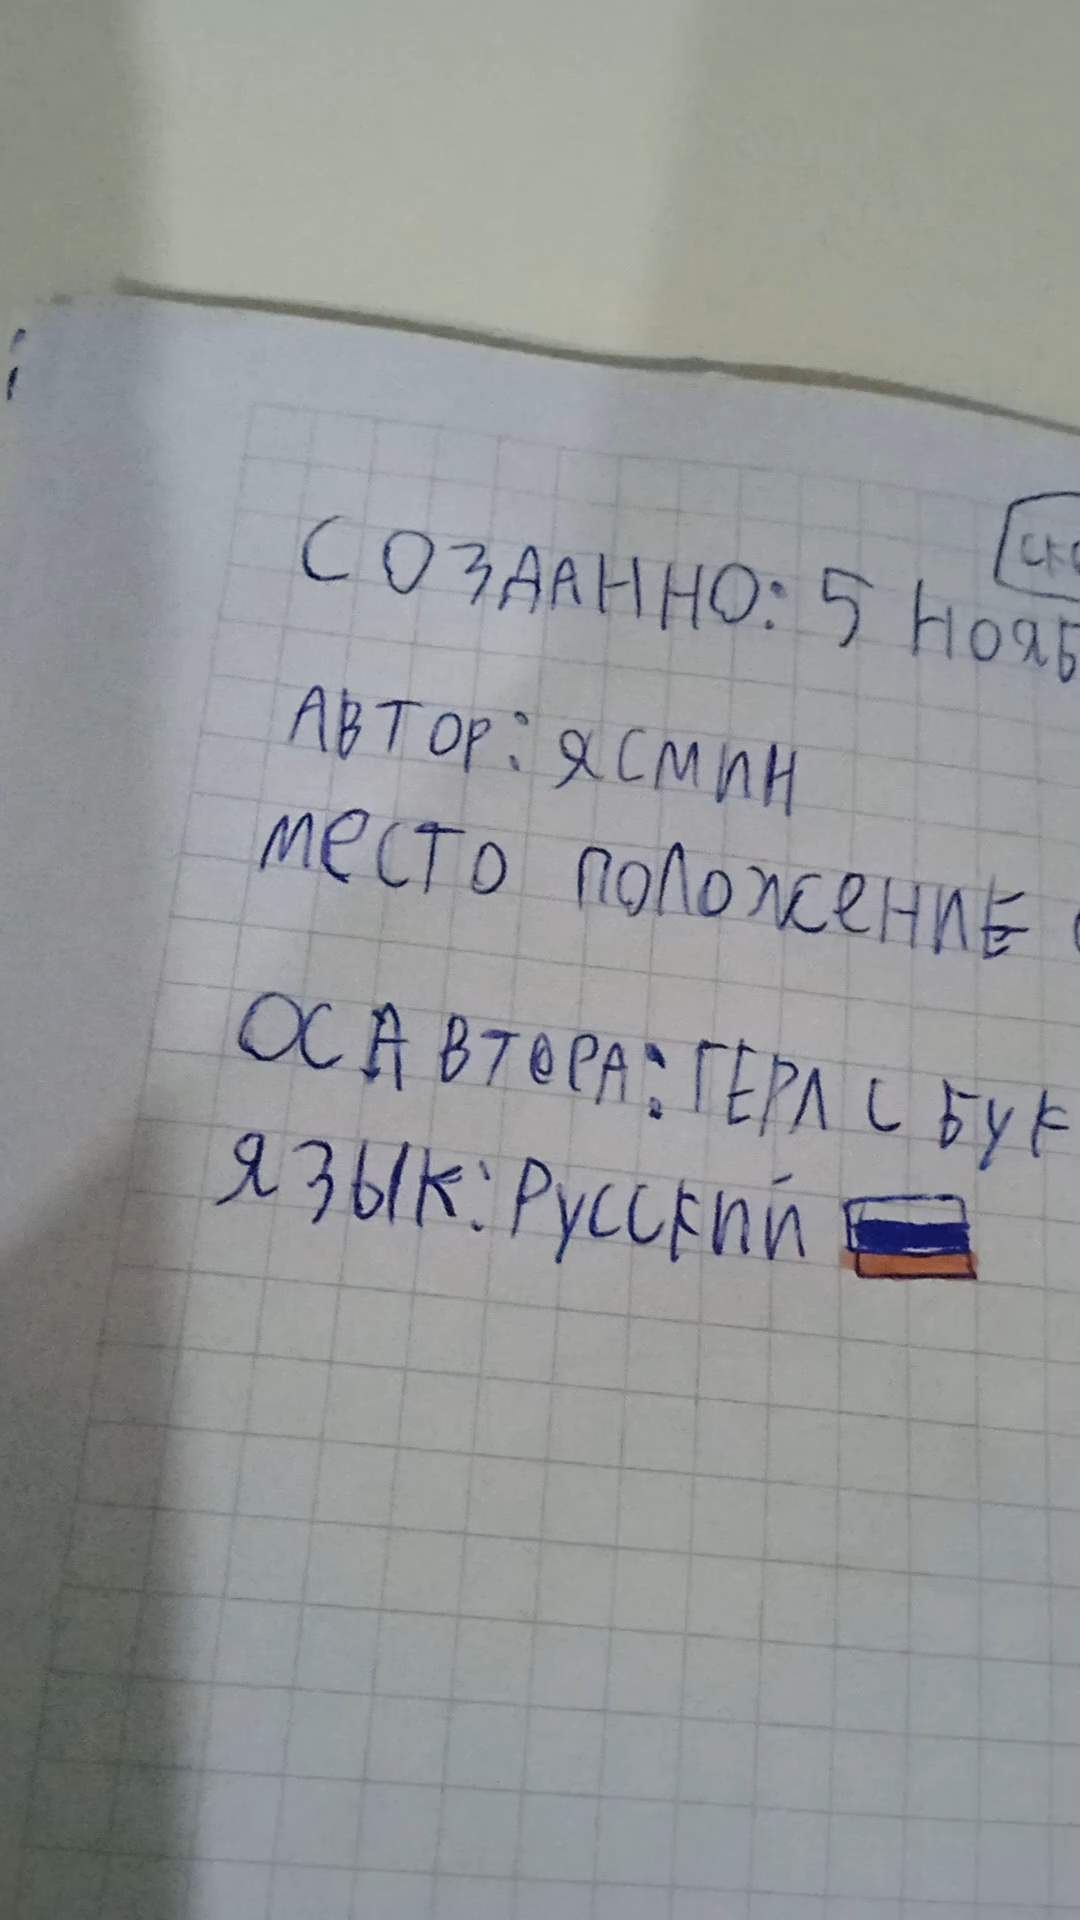 СОЗДАННО: 5 НОЯБ
АВТОР: ЯСМИН
МЕСТО ПОЛОЖЕНИЕ
ОС АВТОРА: ГЕРЛ С БУК
ЯЗЫК: РУССКИЙ